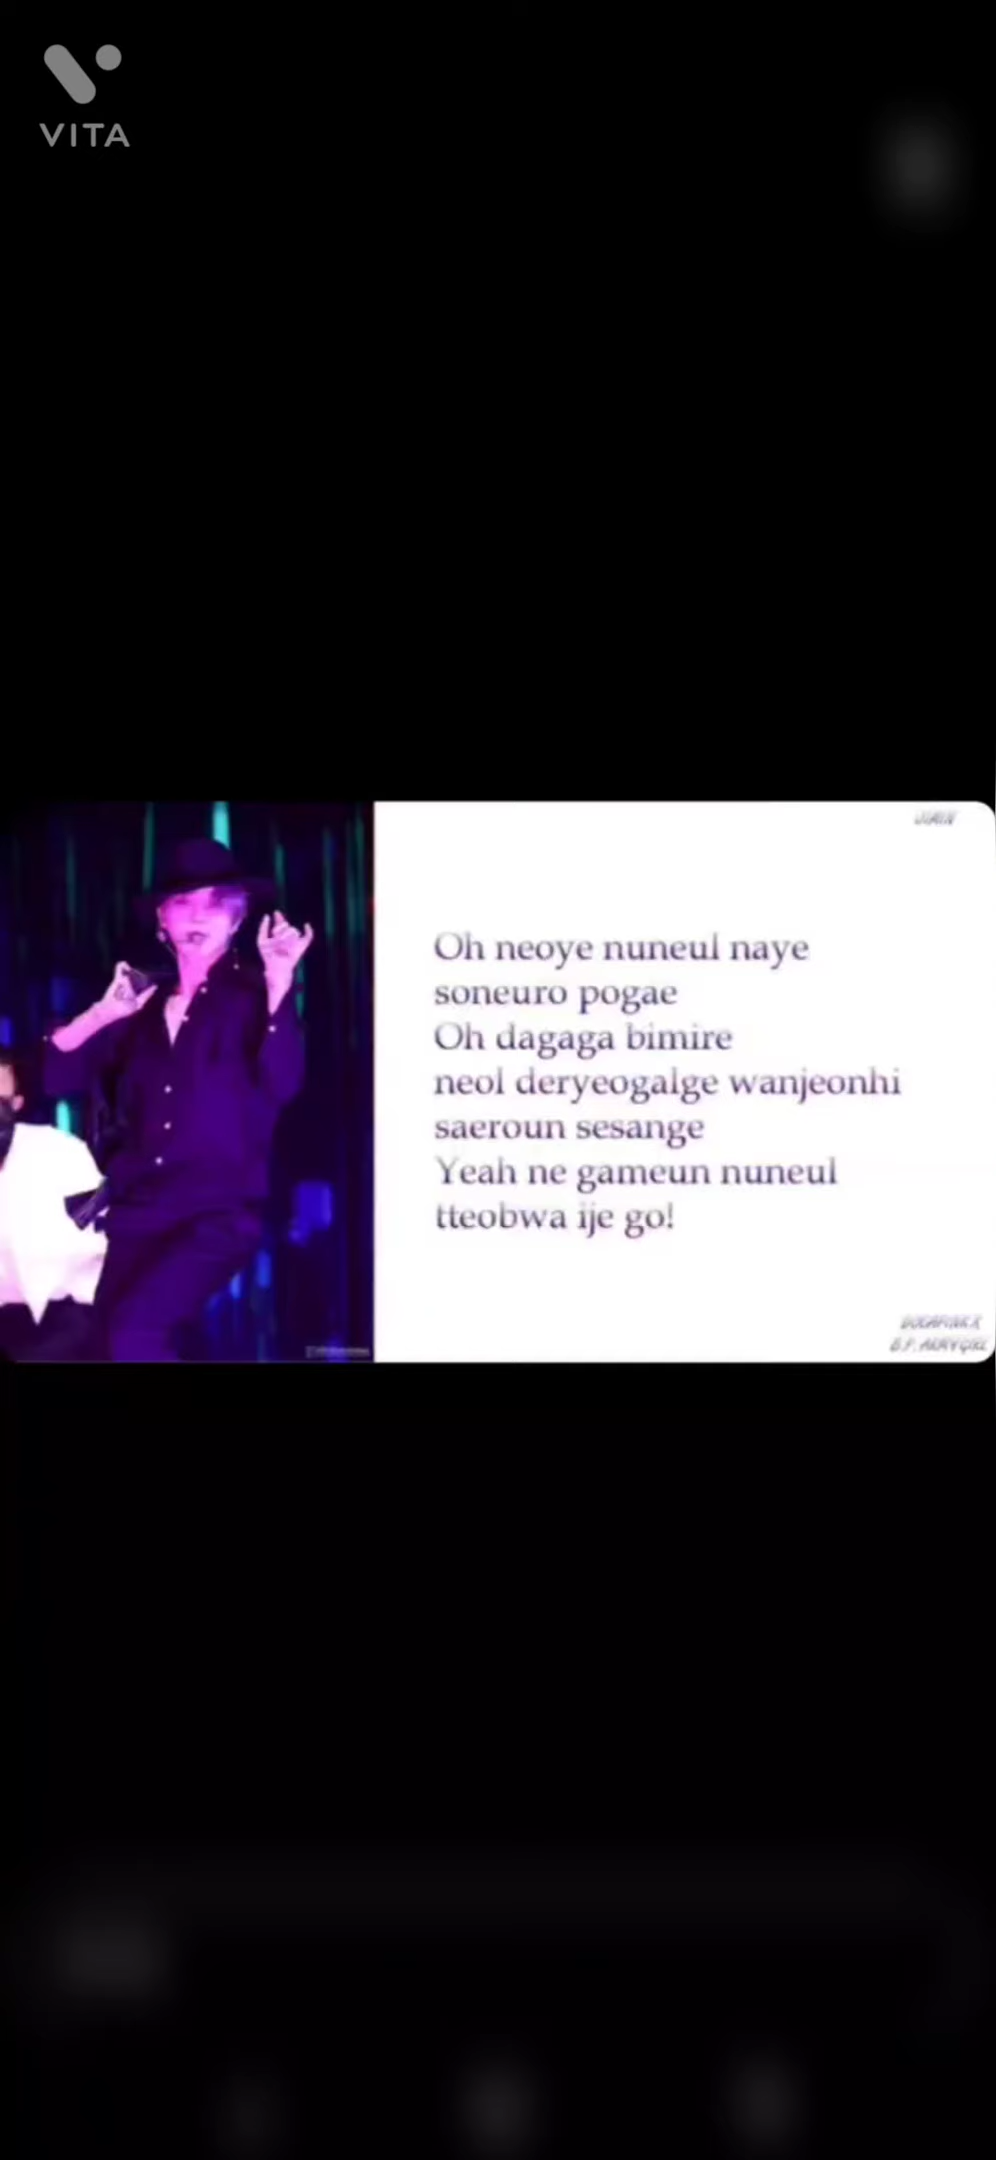 VITA
Oh neoye nuneul naye
soneuro pogae
Oh dagaga bimire
neol deryeogalge wanjeonhi
saeroun sesange
Yeah ne gameun nuneul
tteobwa ije go!